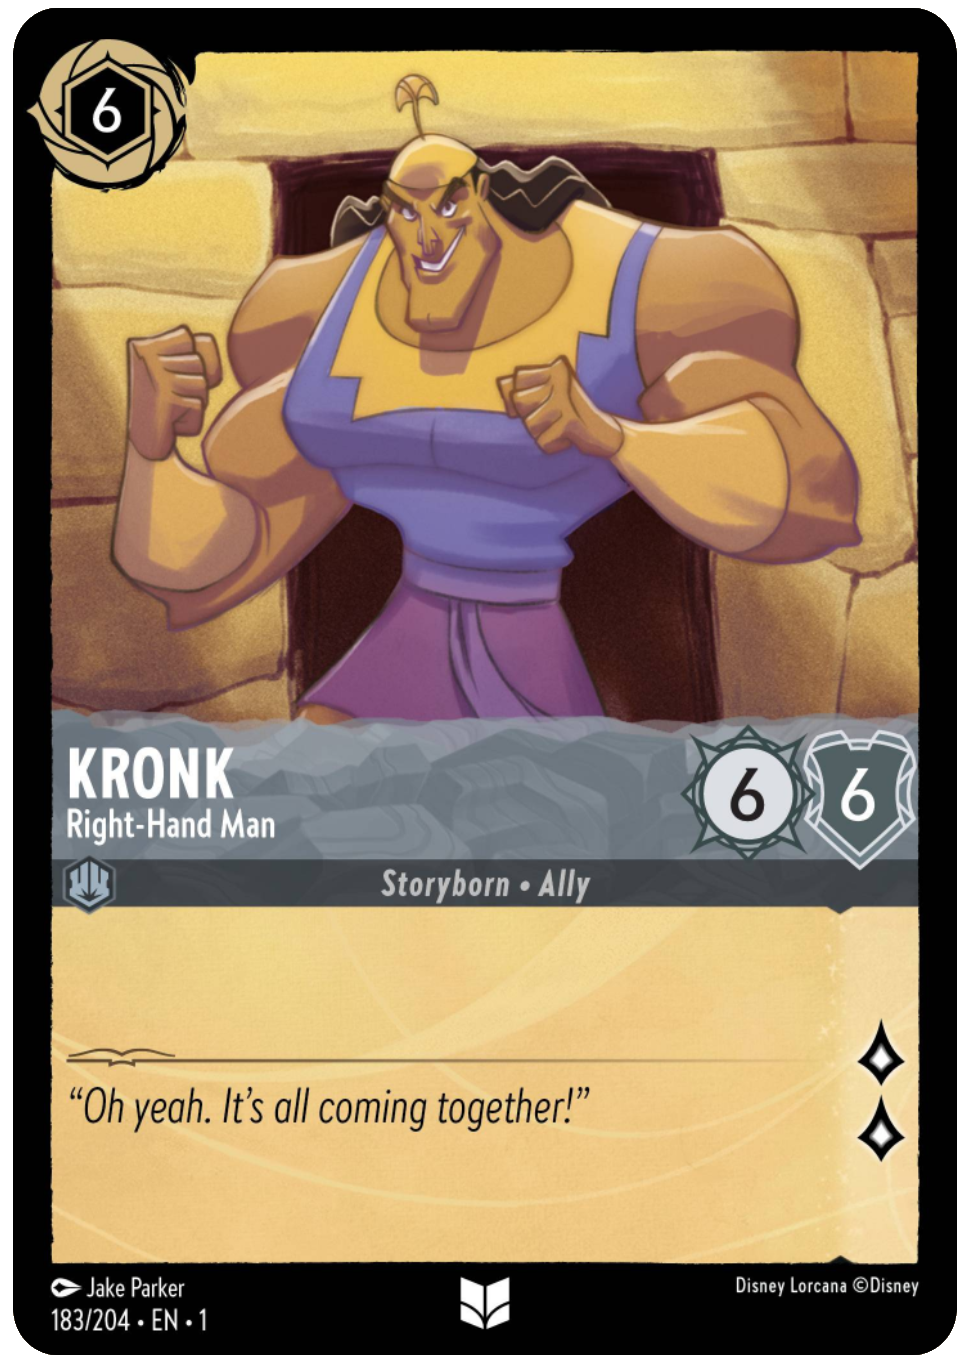 6
KRONK
Right-Hand Man
6
6
Storyborn • Ally
“Oh yeah. It’s all coming together!”
Jake Parker
183/204 • EN • 1
Disney Lorcana ©Disney